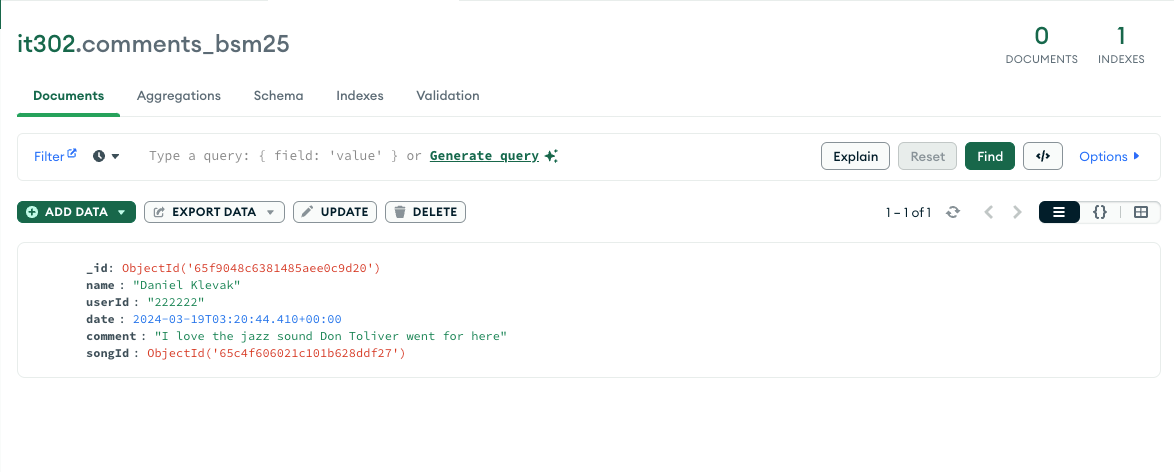 it302.comments_bsm25
0 1
DOCUMENTS INDEXES
Documents Aggregations Schema Indexes Validation
Filter Type a query: { field: 'value' } or Generate query Explain Reset Find </> Options
ADD DATA EXPORT DATA UPDATE DELETE 1 – 1 of 1 {}
_id: ObjectId('65f9048c6381485aee0c9d20')
name : "Daniel Klevak"
userId : "222222"
date : 2024-03-19T03:20:44.410+00:00
comment : "I love the jazz sound Don Toliver went for here"
songId : ObjectId('65c4f606021c101b628ddf27')